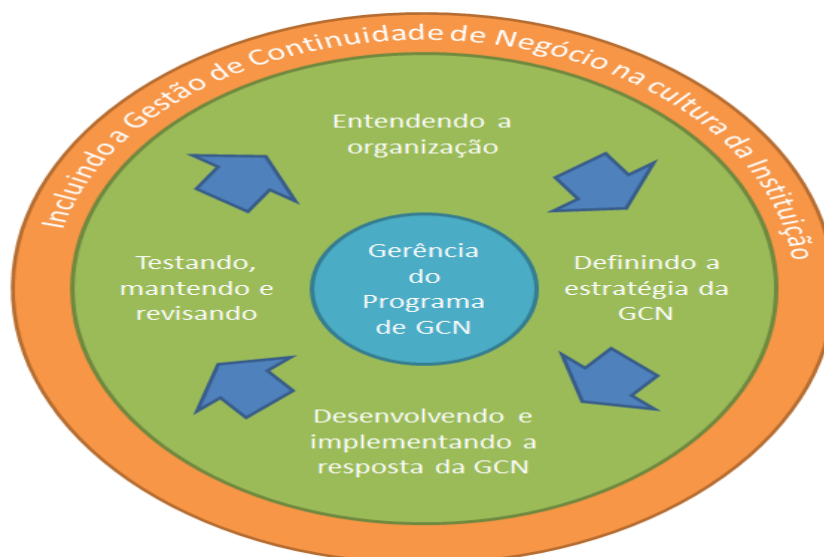 Incluindo a Gestão de Continuidade de Negócio na cultura da Instituição
Entendendo a
organização
Definindo a
estratégia da
GCN
Desenvolvendo e
implementando a
resposta da GCN
Testando,
mantendo e
revisando
Gerência
do
Programa
de GCN